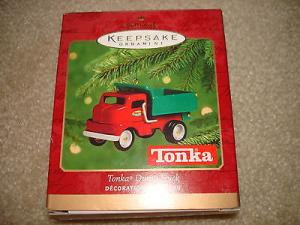 Hallmark
KEEPSAKE
ORNAMENT
Tonka
Tonka® Dump Truck
DÉCORATION